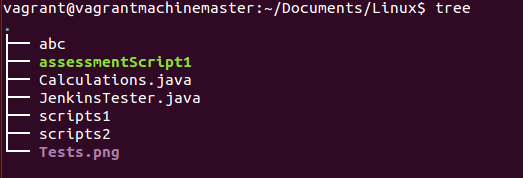 vagrant@vagrantmachinemaster:~/Documents/Linux$ tree
.
├── abc
├── assessmentScript1
├── Calculations.java
├── JenkinsTester.java
├── scripts1
├── scripts2
└── Tests.png